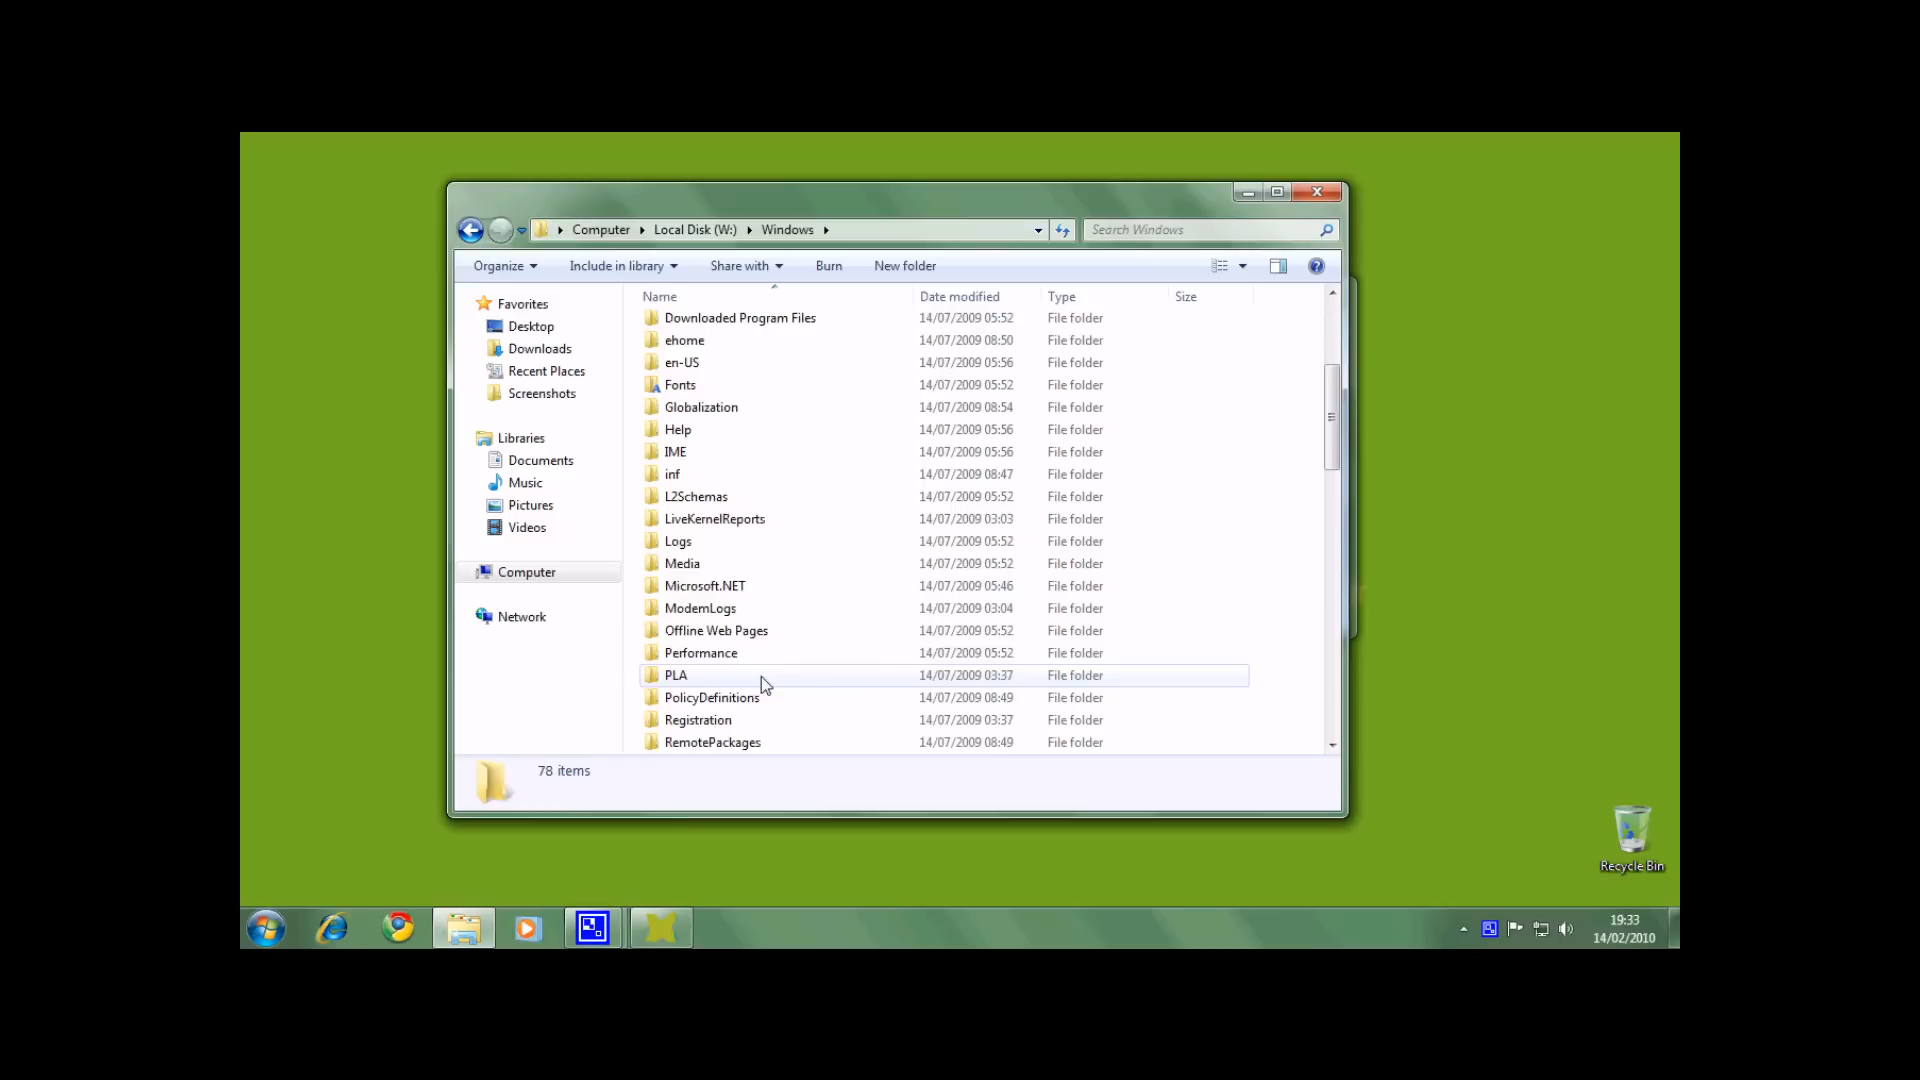 Computer Local Disk (W:) Windows
Search Windows
Organize Include in library Share with Burn New folder
Name Date modified Type Size
Favorites
Desktop
Downloads
Recent Places
Screenshots
Libraries
Documents
Music
Pictures
Videos
Computer
Network
Downloaded Program Files 14/07/2009 05:52 File folder
ehome 14/07/2009 08:50 File folder
en-US 14/07/2009 05:56 File folder
Fonts 14/07/2009 05:52 File folder
Globalization 14/07/2009 08:54 File folder
Help 14/07/2009 05:56 File folder
IME 14/07/2009 05:56 File folder
inf 14/07/2009 08:47 File folder
L2Schemas 14/07/2009 05:52 File folder
LiveKernelReports 14/07/2009 03:03 File folder
Logs 14/07/2009 05:52 File folder
Media 14/07/2009 05:52 File folder
Microsoft.NET 14/07/2009 05:46 File folder
ModemLogs 14/07/2009 03:04 File folder
Offline Web Pages 14/07/2009 05:52 File folder
Performance 14/07/2009 05:52 File folder
PLA 14/07/2009 03:37 File folder
PolicyDefinitions 14/07/2009 08:49 File folder
Registration 14/07/2009 03:37 File folder
RemotePackages 14/07/2009 08:49 File folder
78 items
Recycle Bin
19:33
14/02/2010